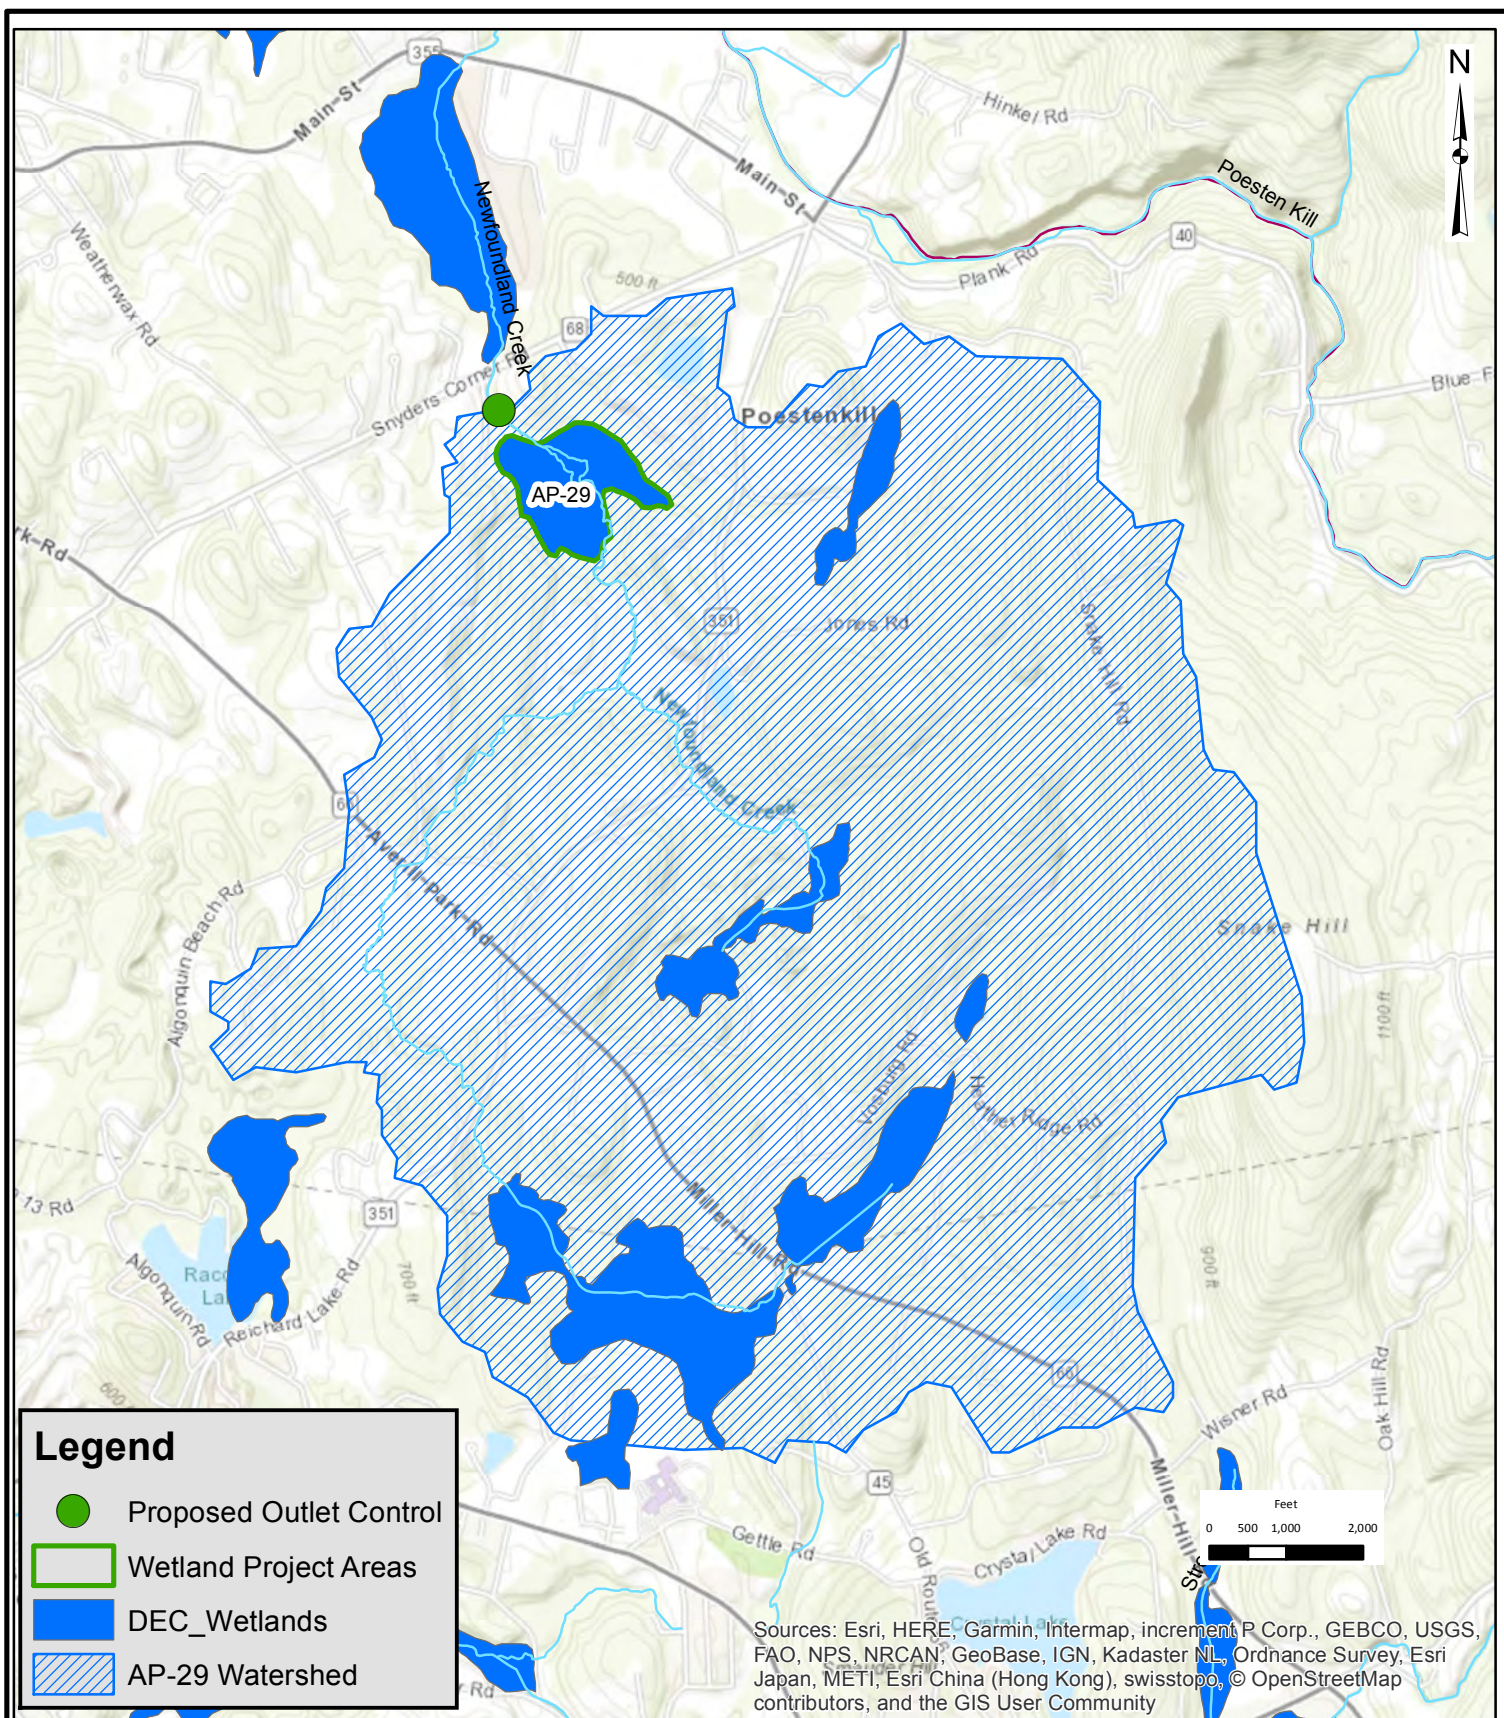 N
355
Main-St
Hinkel Rd
Main-St
Poesten Kill
40
Plank-Rd
Newfoundland Creek
Weatherwax Rd
500 ft
68
Snyders Corner R
Blue-F
Poestenkill
AP-29
rk-Rd
351
Jones Rd
Snake Hill Rd
Newfoundland Creek
66
Averill-Park-Rd
Algonquin Beach Rd
Snake Hill
1100 ft
Vosburg Rd
Heather Ridge Rd
13 Rd
351
Miller-Hill-Rd
Algonquin Rd
Reichard Lake Rd
700 ft
900 ft
66
Oak Hill Rd
Wisner Rd
45
Miller-Hill
Gettle Rd
Old Rou
Crystal Lake Rd
Crystal Lake
Feet
0 500 1,000 2,000
Legend
Proposed Outlet Control
Wetland Project Areas
DEC_Wetlands
AP-29 Watershed
Sources: Esri, HERE, Garmin, Intermap, increment P Corp., GEBCO, USGS,
FAO, NPS, NRCAN, GeoBase, IGN, Kadaster NL, Ordnance Survey, Esri
Japan, METI, Esri China (Hong Kong), swisstopo, © OpenStreetMap
contributors, and the GIS User Community